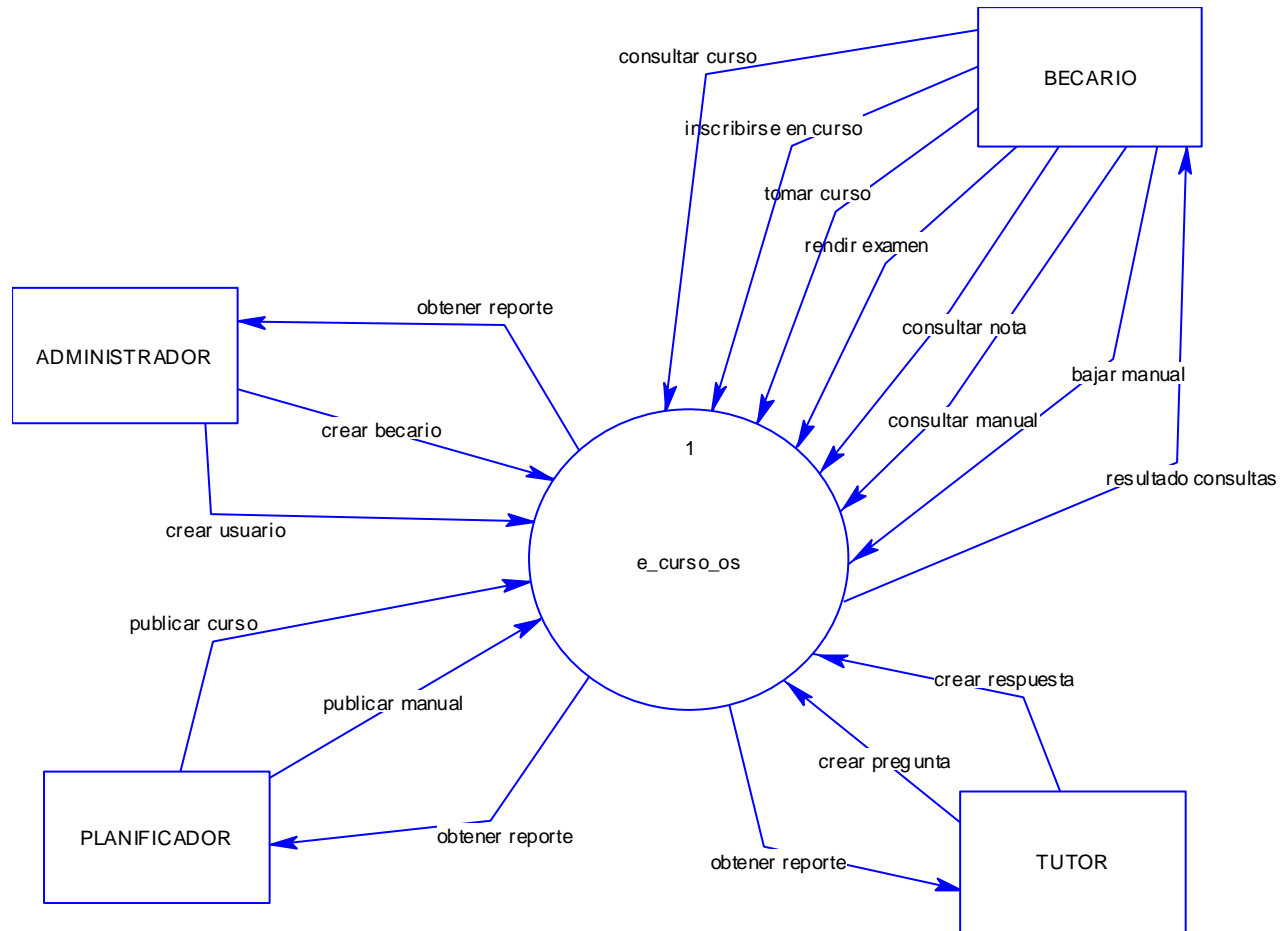 consultar curso
BECARIO
inscribirse en curso
tomar curso
rendir examen
obtener reporte
consultar nota
ADMINISTRADOR
bajar manual
crear becario
consultar manual
1
resultado consultas
crear usuario
e_curso_os
publicar curso
crear respuesta
publicar manual
crear pregunta
PLANIFICADOR
obtener reporte
obtener reporte
TUTOR